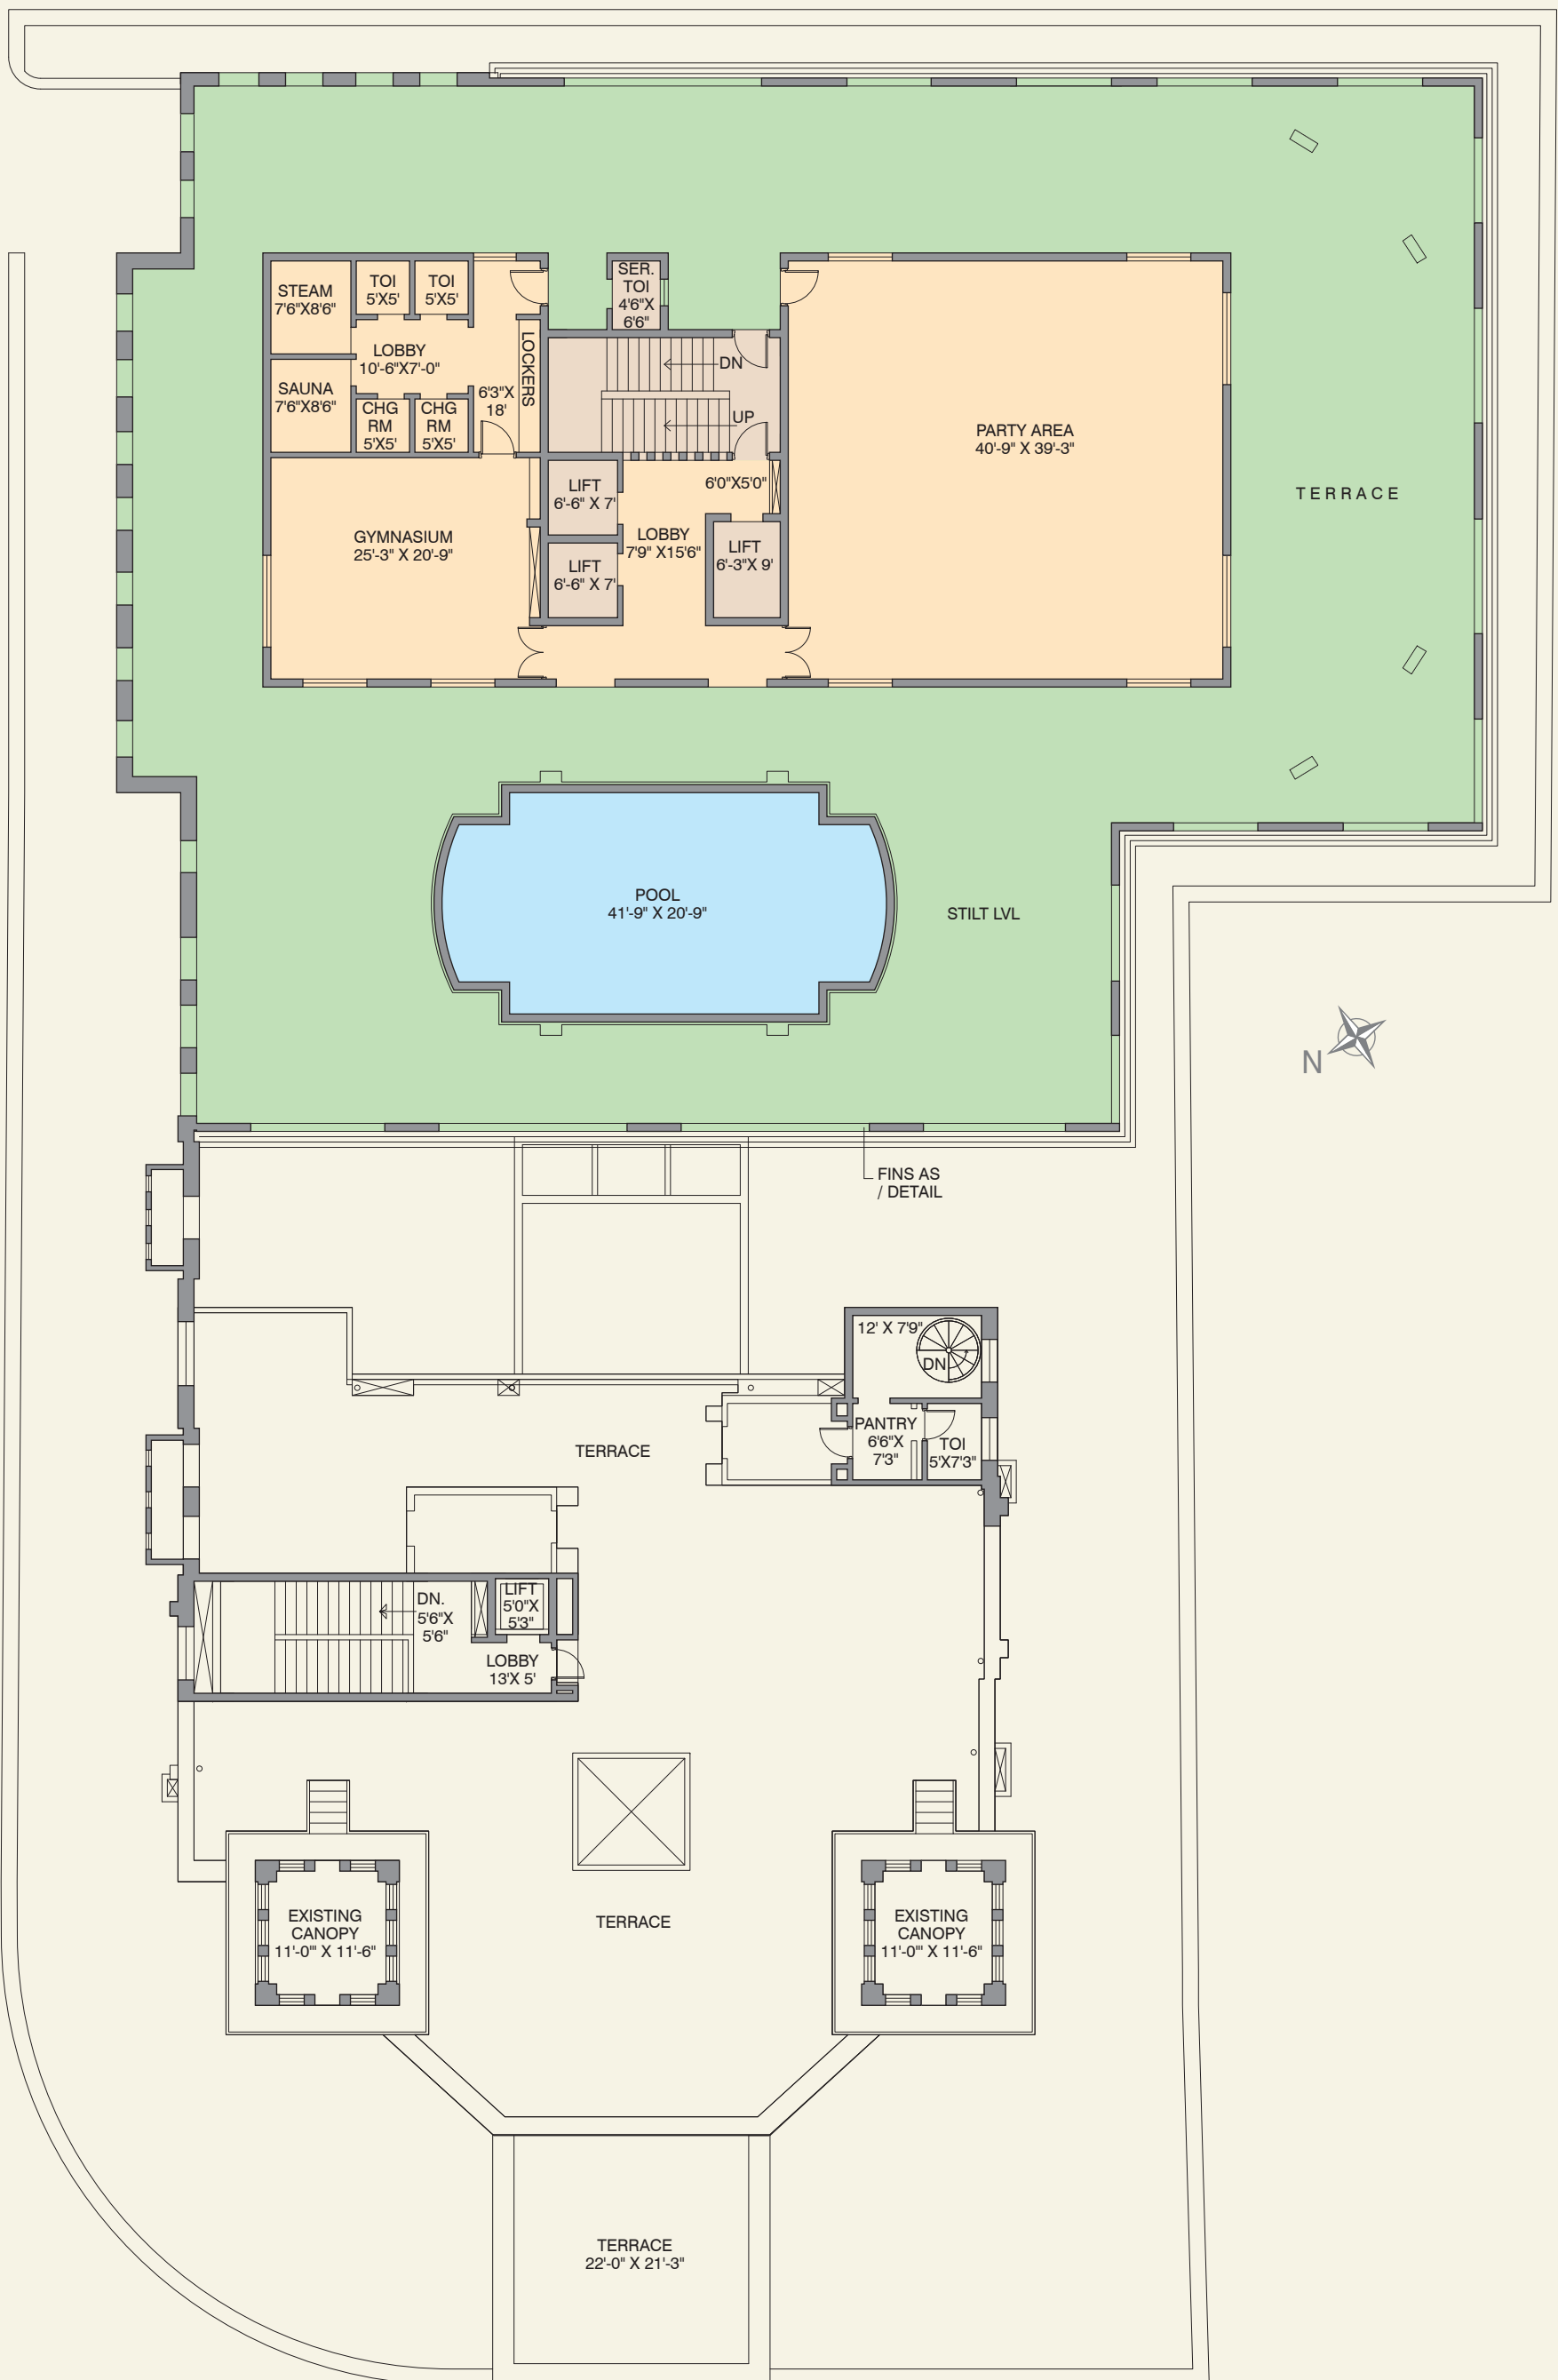 STEAM
7'6"X8'6"
TOI
5'X5'
TOI
5'X5'
SER.
TOI
4'6"X
6'6"
LOBBY
10'-6"X7'-0"
LOCKERS
DN
SAUNA
7'6"X8'6"
6'3"X
18'
CHG
RM
5'X5'
CHG
RM
5'X5'
UP
PARTY AREA
40'-9" X 39'-3"
TERRACE
LIFT
6'-6" X 7'
6'0"X5'0"
GYMNASIUM
25'-3" X 20'-9"
LOBBY
7'9" X15'6"
LIFT
6'-3"X 9'
LIFT
6'-6" X 7'
POOL
41'-9" X 20'-9"
STILT LVL
N
FINS AS
/ DETAIL
12' X 7'9"
DN
PANTRY
6'6"X
7'3"
TOI
5'X7'3"
TERRACE
DN.
5'6"X
5'6"
LIFT
5'0"X
5'3"
LOBBY
13'X 5'
EXISTING
CANOPY
11'-0'" X 11'-6"
TERRACE
EXISTING
CANOPY
11'-0'" X 11'-6"
TERRACE
22'-0" X 21'-3"